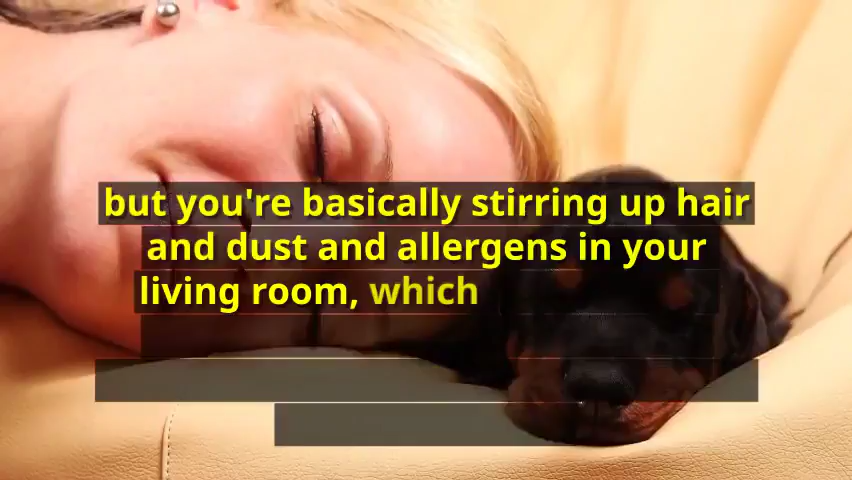 but you're basically stirring up hair
and dust and allergens in your
living room, which